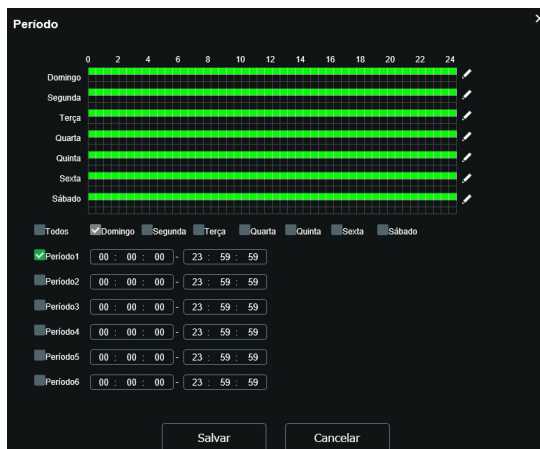 Período
0 2 4 6 8 10 12 14 16 18 20 22 24
Domingo
Segunda
Terça
Quarta
Quinta
Sexta
Sábado
Todos Domingo Segunda Terça Quarta Quinta Sexta Sábado
Período1 00 : 00 : 00 - 23 : 59 : 59
Período2 00 : 00 : 00 - 23 : 59 : 59
Período3 00 : 00 : 00 - 23 : 59 : 59
Período4 00 : 00 : 00 - 23 : 59 : 59
Período5 00 : 00 : 00 - 23 : 59 : 59
Período6 00 : 00 : 00 - 23 : 59 : 59
Salvar Cancelar